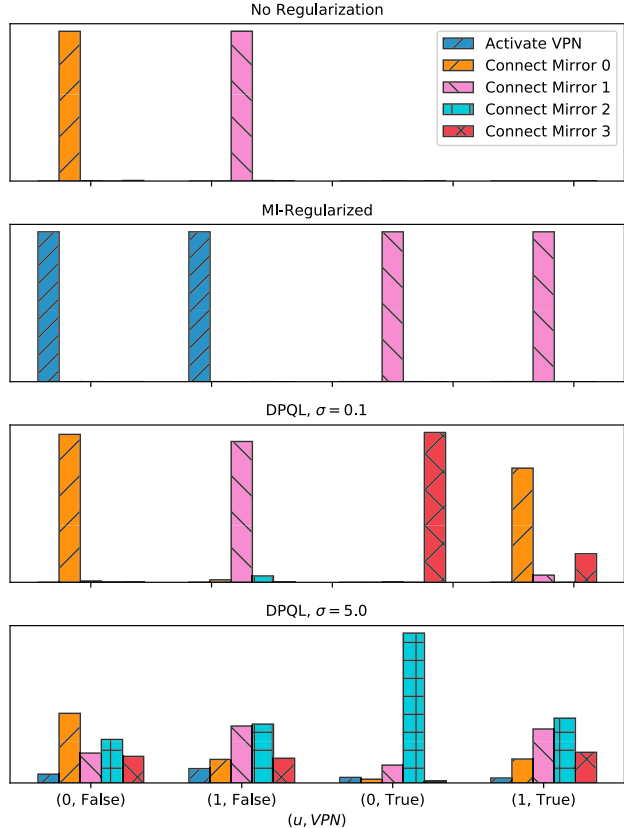 No Regularization
Activate VPN
Connect Mirror 0
Connect Mirror 1
Connect Mirror 2
Connect Mirror 3
MI-Regularized
DPQL, σ = 0.1
DPQL, σ = 5.0
(0, False) (1, False) (0, True) (1, True)
(u, VPN)